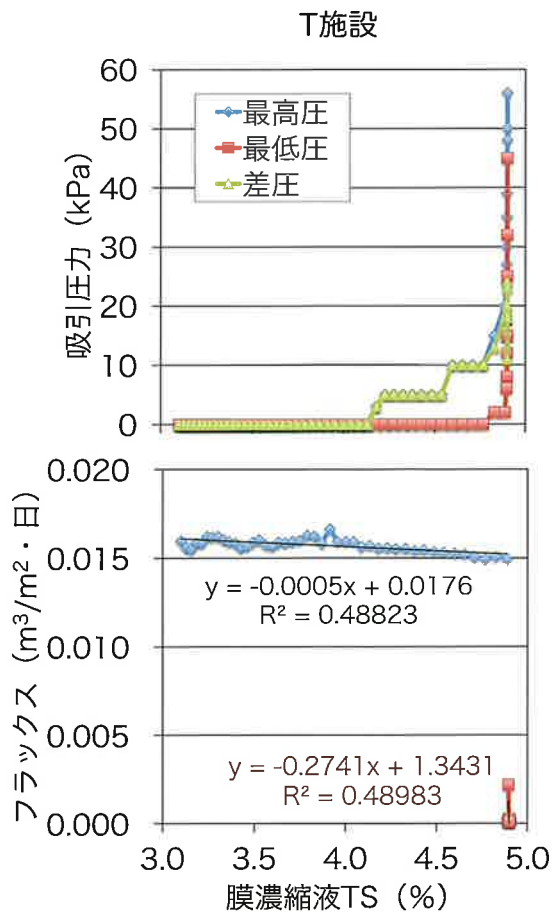 T施設
60
50
40
30
20
10
0
吸引圧力 (kPa)
最高圧
最低圧
差圧
0.020
0.015
0.010
0.005
0.000
フラックス (m³/m²・日)
y = -0.0005x + 0.0176
R² = 0.48823
y = -0.2741x + 1.3431
R² = 0.48983
3.0 3.5 4.0 4.5 5.0
膜濃縮液TS (%)